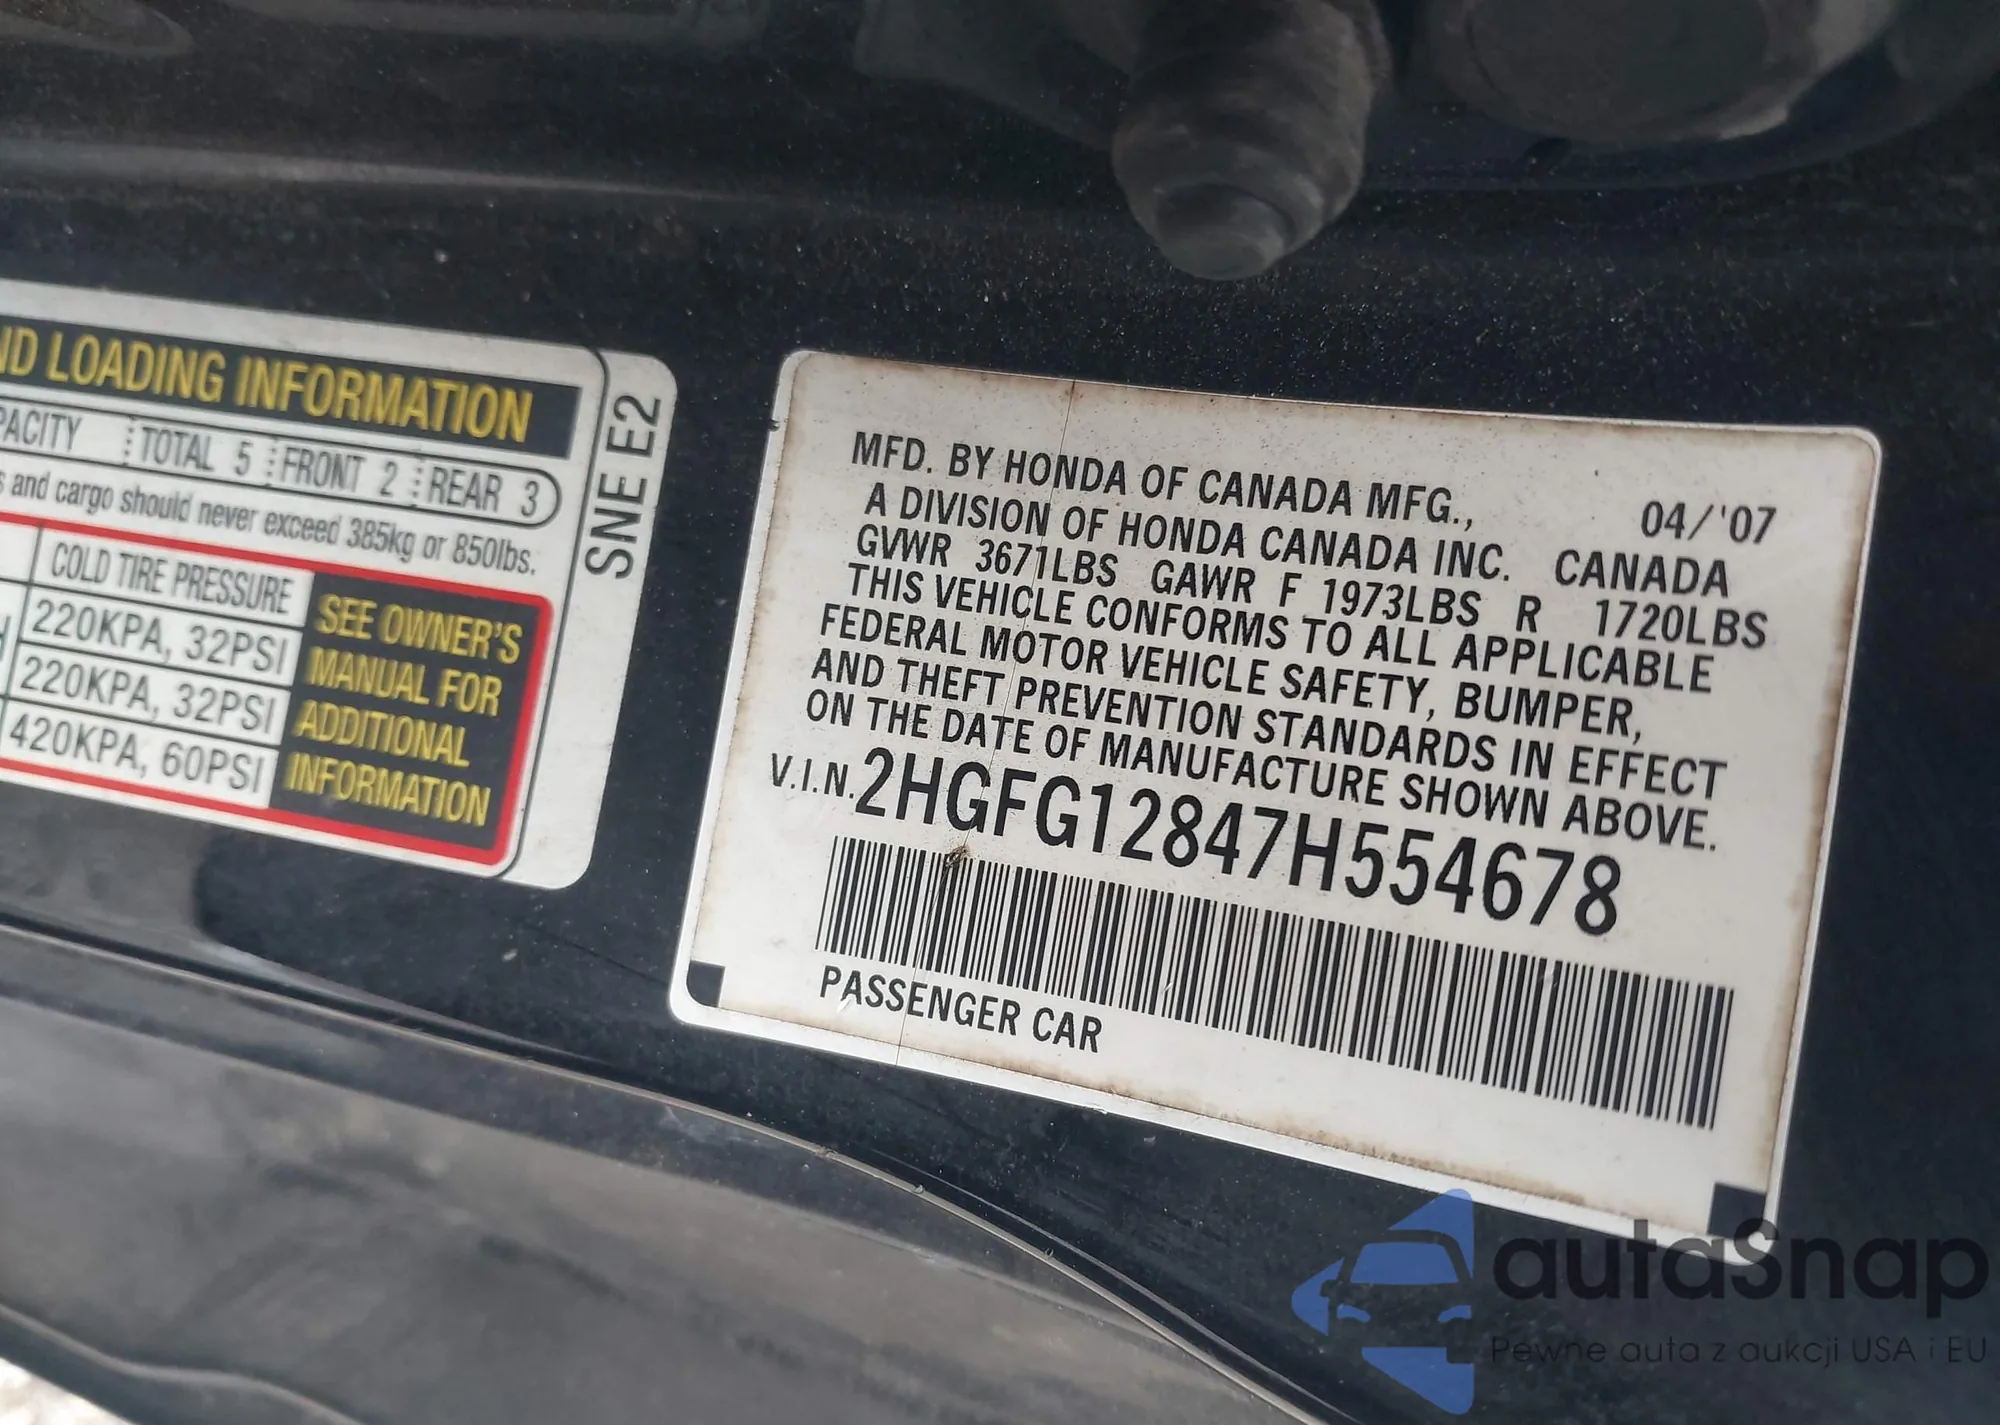 ND LOADING INFORMATION
PACITY TOTAL 5 FRONT 2 REAR 3
s and cargo should never exceed 385kg or 850lbs.
COLD TIRE PRESSURE
220KPA, 32PSI
220KPA, 32PSI
420KPA, 60PSI
SEE OWNER'S
MANUAL FOR
ADDITIONAL
INFORMATION
SNE E2
MFD. BY HONDA OF CANADA MFG., 04/'07
A DIVISION OF HONDA CANADA INC. CANADA
GVWR 3671LBS GAWR F 1973LBS R 1720LBS
THIS VEHICLE CONFORMS TO ALL APPLICABLE
FEDERAL MOTOR VEHICLE SAFETY, BUMPER,
AND THEFT PREVENTION STANDARDS IN EFFECT
ON THE DATE OF MANUFACTURE SHOWN ABOVE.
V.I.N. 2HGFG12847H554678
PASSENGER CAR
autaSnap
Pewne auta z aukcji USA i EU